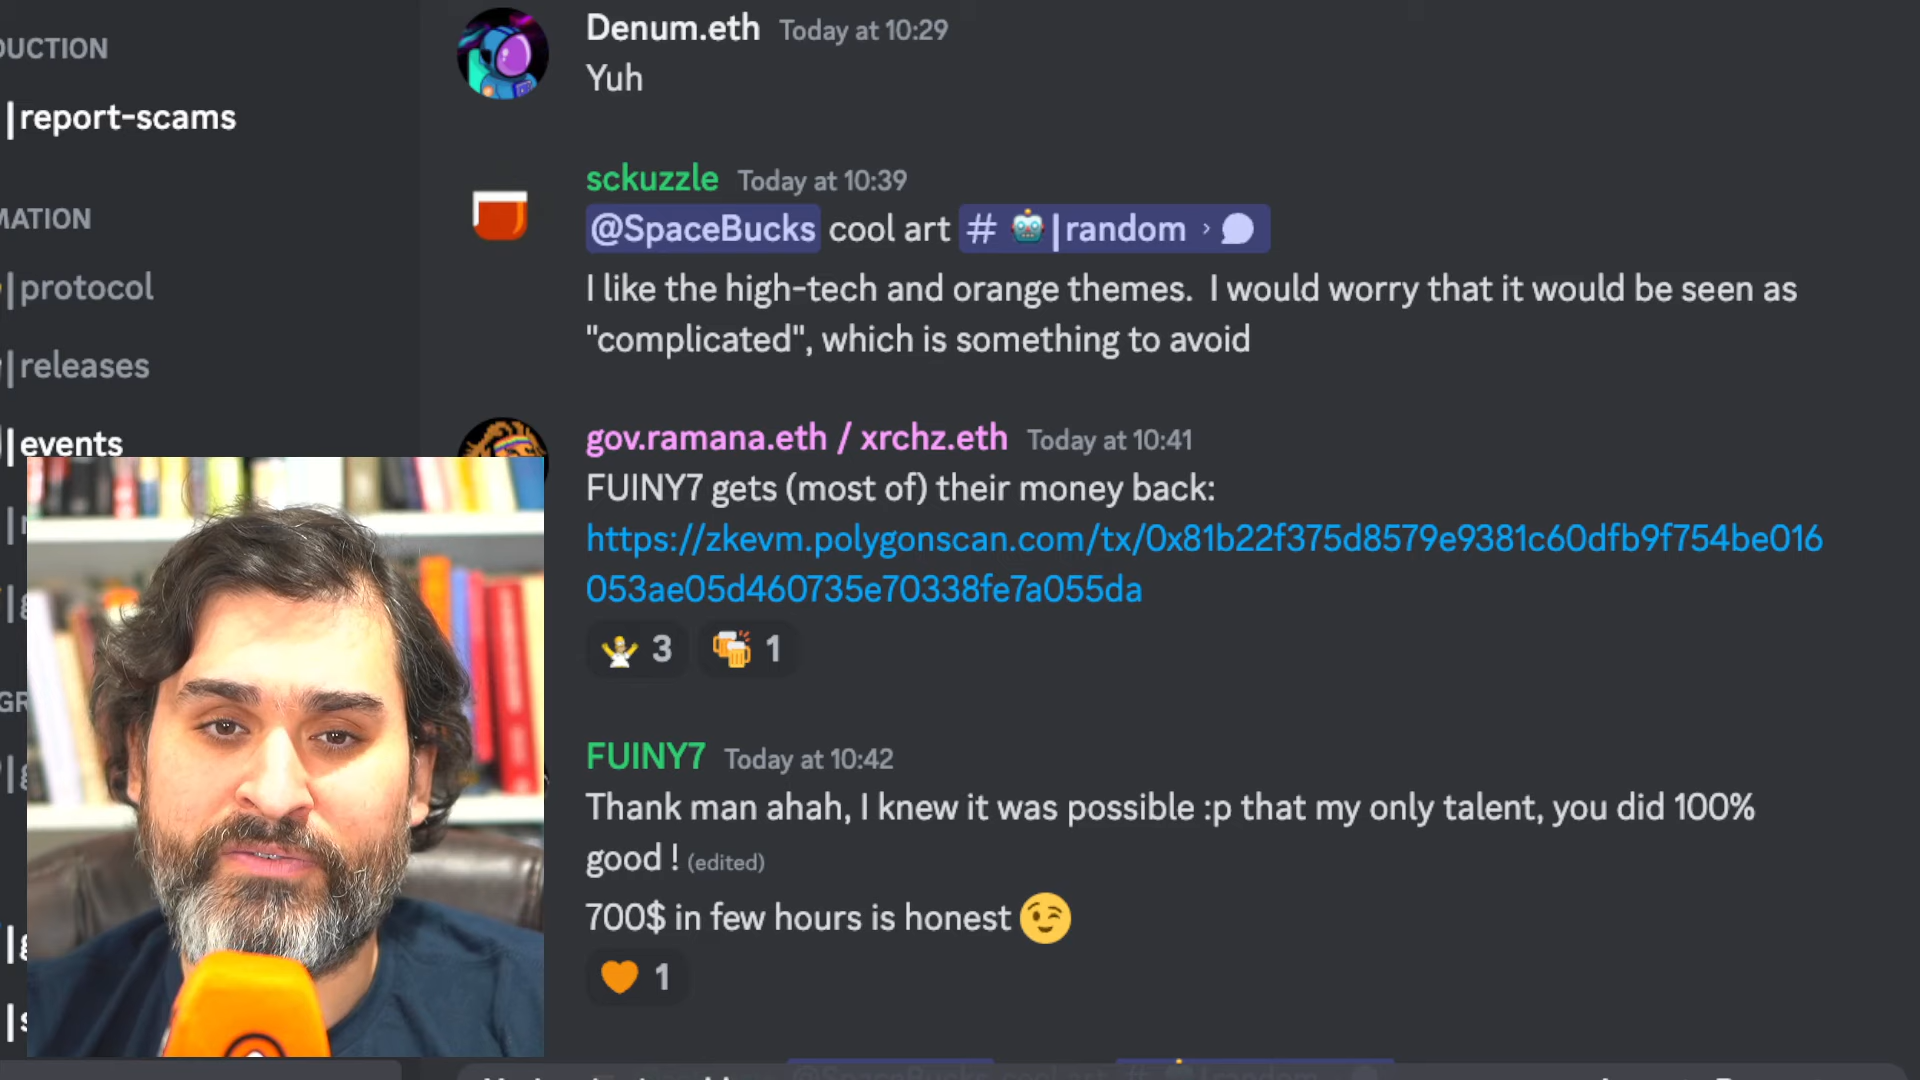 DUCTION
|report-scams
MATION
|protocol
|releases
|events
Denum.eth Today at 10:29
Yuh
sckuzzle Today at 10:39
@SpaceBucks cool art # |random ›
I like the high-tech and orange themes. I would worry that it would be seen as
"complicated", which is something to avoid
gov.ramana.eth / xrchz.eth Today at 10:41
FUINY7 gets (most of) their money back:
https://zkevm.polygonscan.com/tx/0x81b22f375d8579e9381c60dfb9f754be016
053ae05d460735e70338fe7a055da
3 1
FUINY7 Today at 10:42
Thank man ahah, I knew it was possible :p that my only talent, you did 100%
good ! (edited)
700$ in few hours is honest 😉
🧡 1